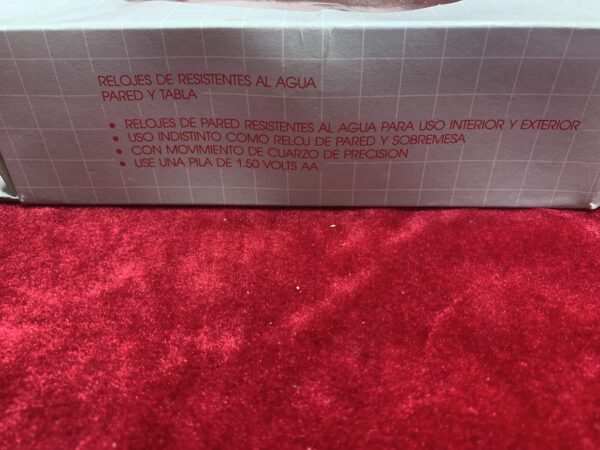 RELOJES DE RESISTENTES AL AGUA
PARED Y TABLA
• RELOJES DE PARED RESISTENTES AL AGUA PARA USO INTERIOR Y EXTERIOR
• USO INDISTINTO COMO RELOJ DE PARED Y SOBREMESA
• CON MOVIMIENTO DE CUARZO DE PRECISION
• USE UNA PILA DE 1.50 VOLTS AA